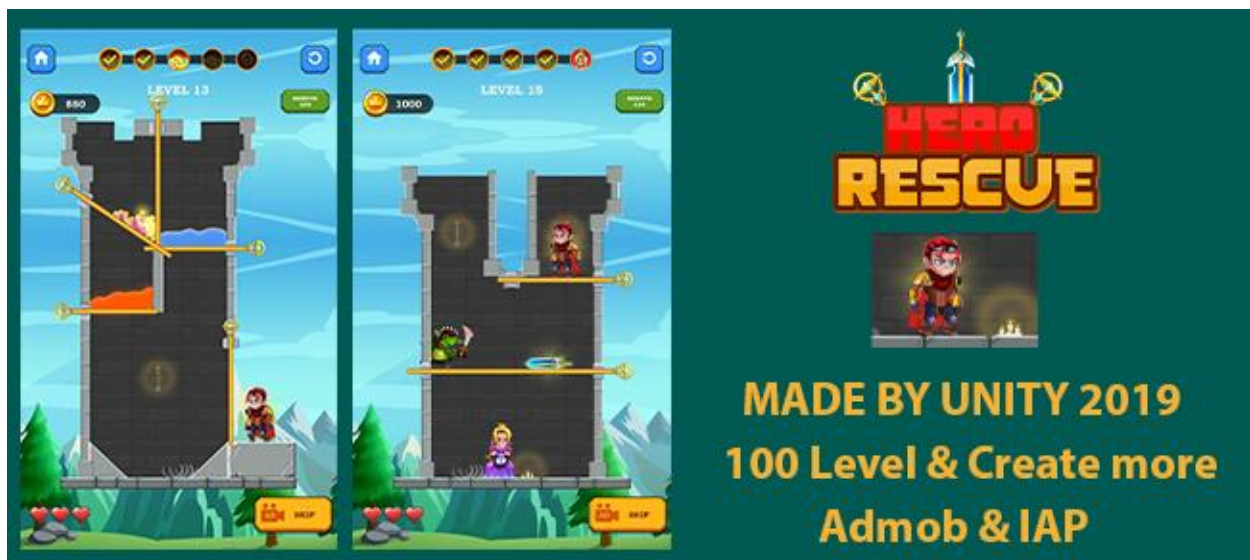 LEVEL 13
850
LEVEL 15
1000
SKIP
SKIP
HERO
RESCUE
MADE BY UNITY 2019
100 Level & Create more
Admob & IAP